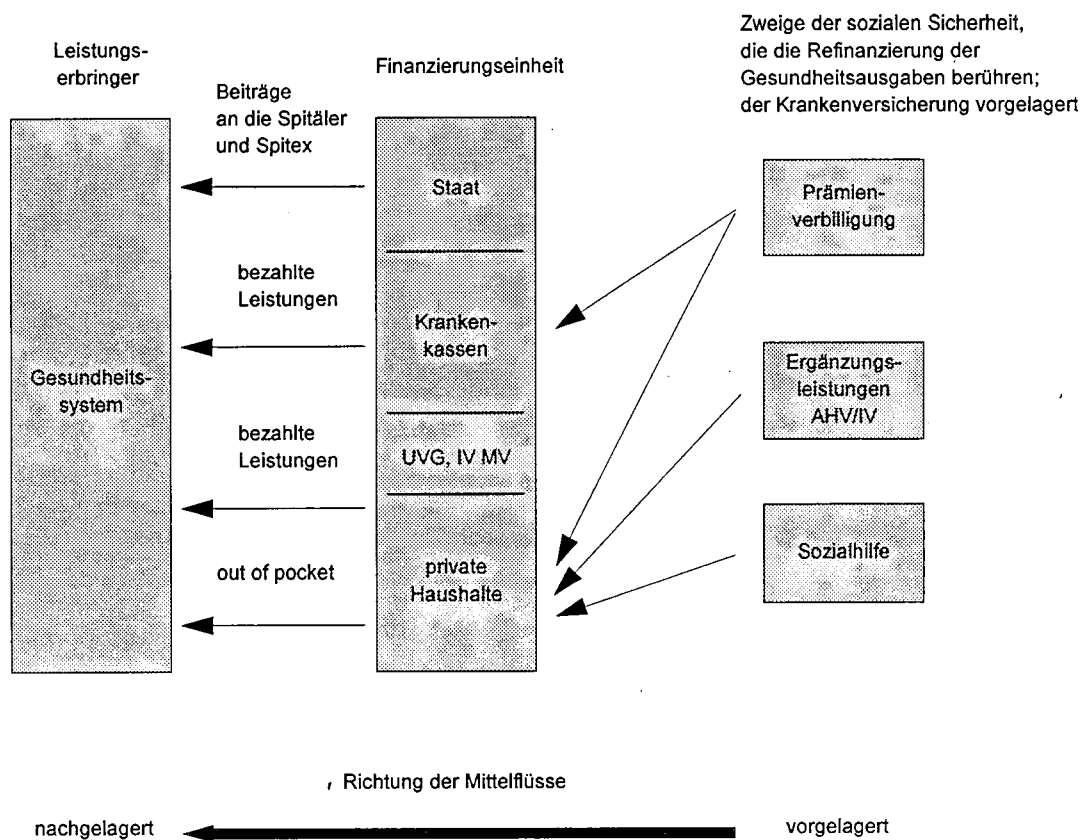 Leistungs-
erbringer
Finanzierungseinheit
Zweige der sozialen Sicherheit,
die die Refinanzierung der
Gesundheitsausgaben berühren;
der Krankenversicherung vorgelagert
Beiträge
an die Spitäler
und Spitex
bezahlte
Leistungen
bezahlte
Leistungen
out of pocket
Gesundheits-
system
Staat
Kranken-
kassen
UVG, IV MV
private
Haushalte
Prämien-
verbilligung
Ergänzungs-
leistungen
AHV/IV
Sozialhilfe
Richtung der Mittelflüsse
nachgelagert
vorgelagert